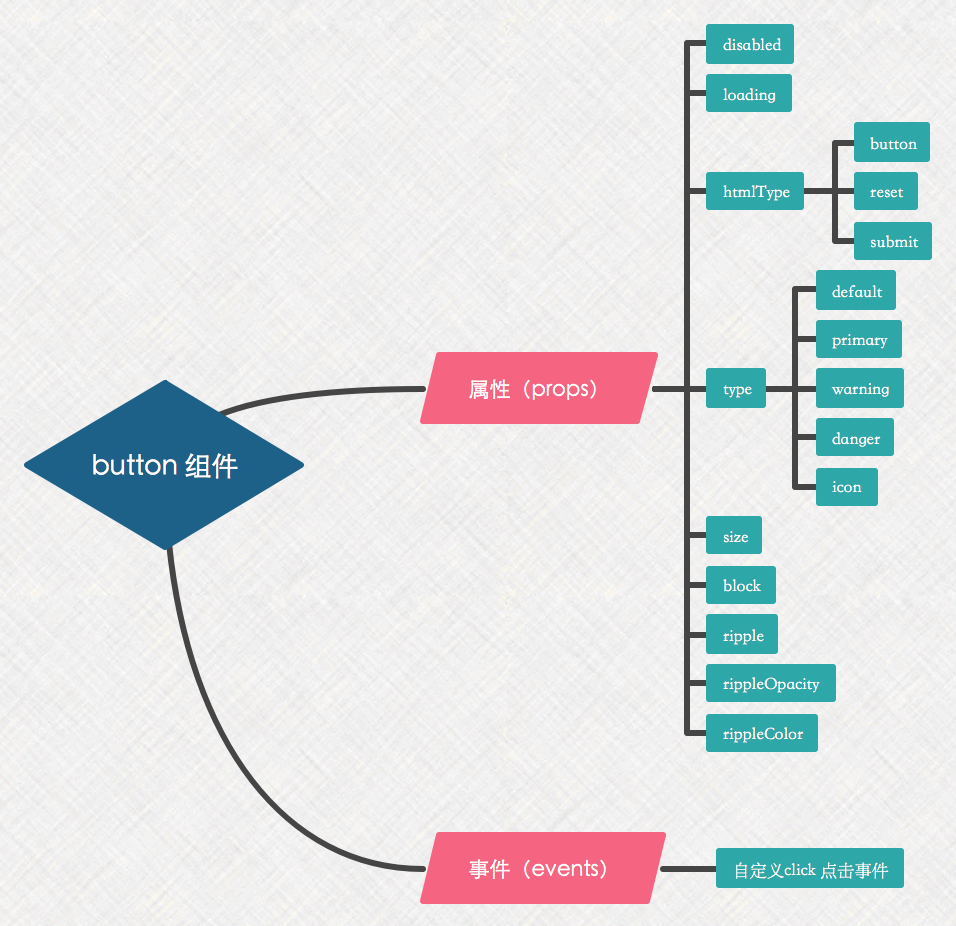 button 组件
属性（props）
disabled
loading
htmlType
button
reset
submit
type
default
primary
warning
danger
icon
size
block
ripple
rippleOpacity
rippleColor
事件（events）
自定义click 点击事件